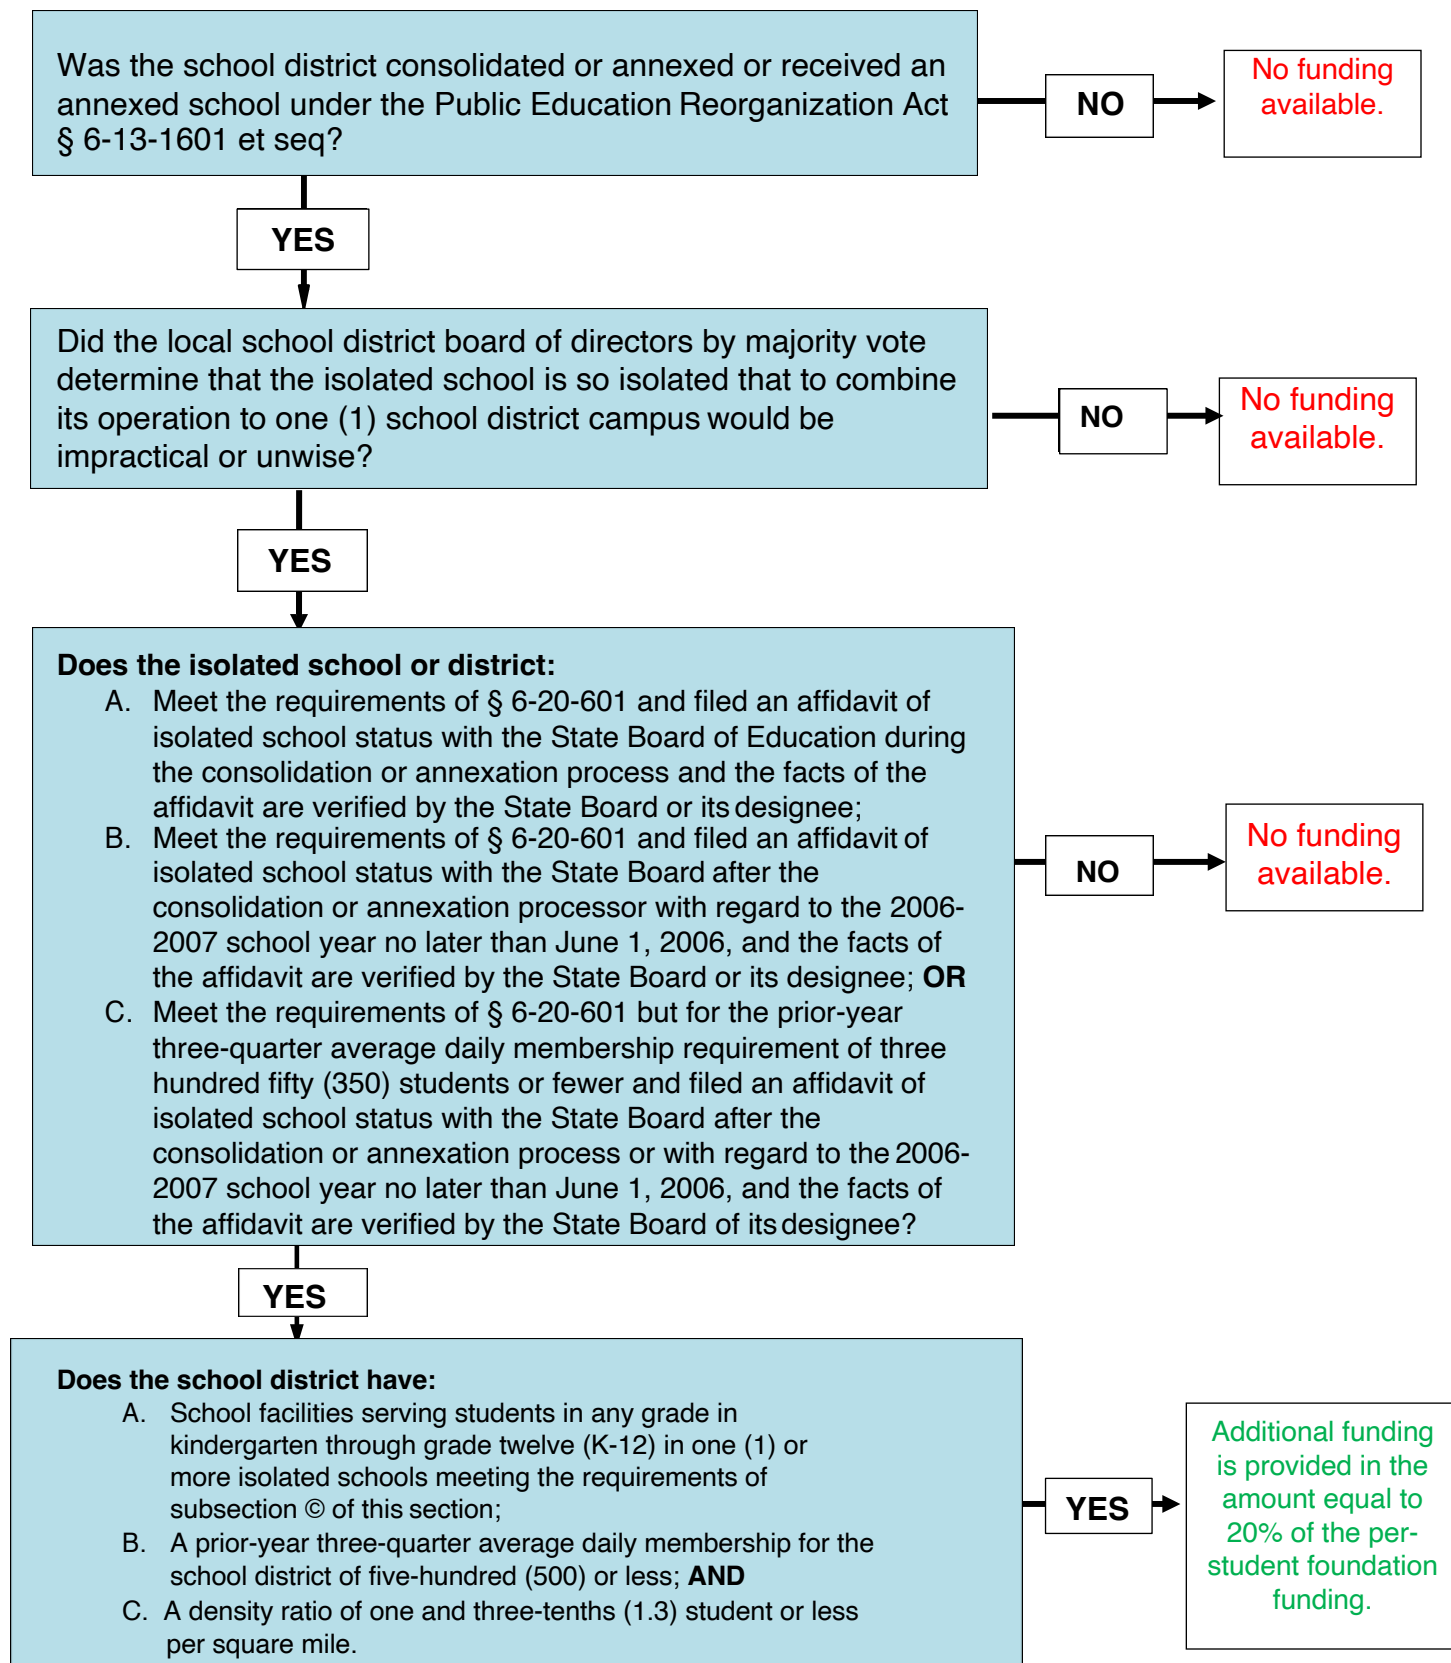 Was the school district consolidated or annexed or received an
annexed school under the Public Education Reorganization Act
§ 6-13-1601 et seq?
NO
No funding
available.
YES
Did the local school district board of directors by majority vote
determine that the isolated school is so isolated that to combine
its operation to one (1) school district campus would be
impractical or unwise?
NO
No funding
available.
YES
Does the isolated school or district:
A. Meet the requirements of § 6-20-601 and filed an affidavit of
isolated school status with the State Board of Education during
the consolidation or annexation process and the facts of the
affidavit are verified by the State Board or its designee;
B. Meet the requirements of § 6-20-601 and filed an affidavit of
isolated school status with the State Board after the
consolidation or annexation processor with regard to the 2006-
2007 school year no later than June 1, 2006, and the facts of
the affidavit are verified by the State Board or its designee; OR
C. Meet the requirements of § 6-20-601 but for the prior-year
three-quarter average daily membership requirement of three
hundred fifty (350) students or fewer and filed an affidavit of
isolated school status with the State Board after the
consolidation or annexation process or with regard to the 2006-
2007 school year no later than June 1, 2006, and the facts of
the affidavit are verified by the State Board of its designee?
NO
No funding
available.
YES
Does the school district have:
A. School facilities serving students in any grade in
kindergarten through grade twelve (K-12) in one (1) or
more isolated schools meeting the requirements of
subsection © of this section;
B. A prior-year three-quarter average daily membership for the
school district of five-hundred (500) or less; AND
C. A density ratio of one and three-tenths (1.3) student or less
per square mile.
YES
Additional funding
is provided in the
amount equal to
20% of the per-
student foundation
funding.